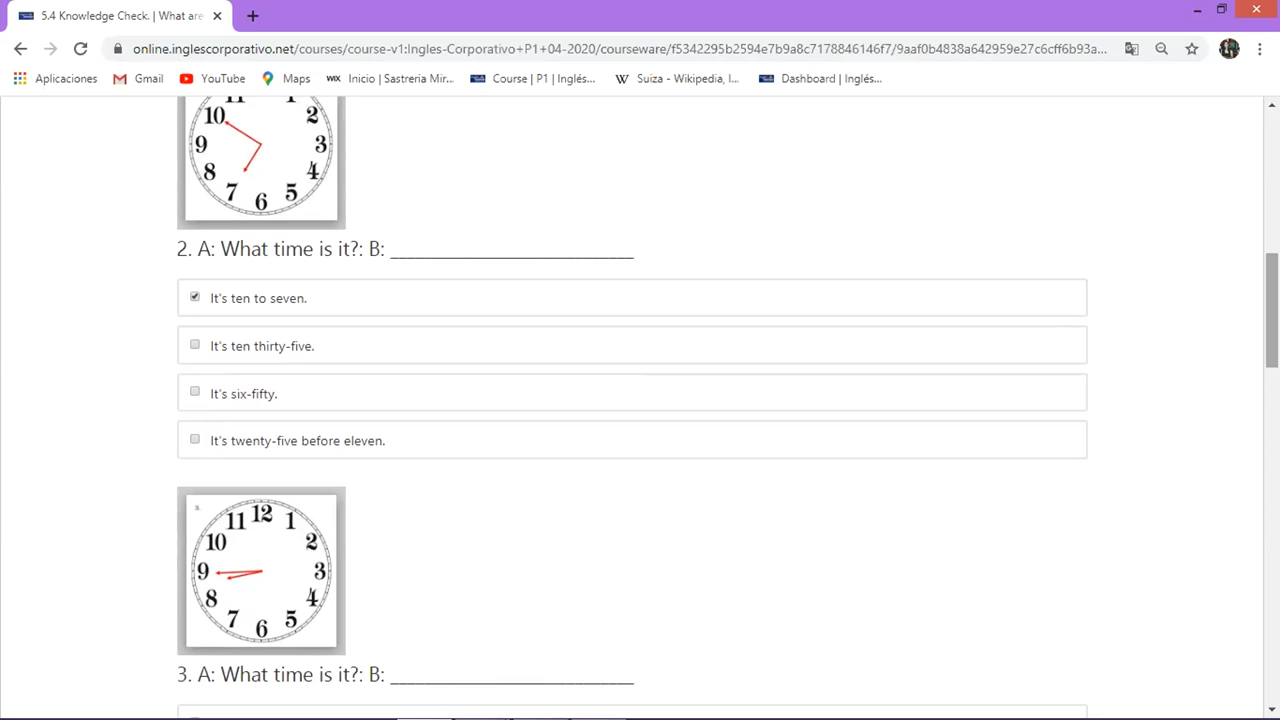 5.4 Knowledge Check. | What are
online.inglescorporativo.net/courses/course-v1:Ingles-Corporativo+P1+04-2020/courseware/f5342295b2594e7b9a8c7178846146f7/9aaf0b4838a642959e27c6cff6b93a...
Aplicaciones Gmail YouTube Maps WIX Inicio | Sastreria Mir... Course | P1 | Inglés... W Suiza - Wikipedia, l... Dashboard | Inglés...
11 1
10 2
9 3
8 4
7 6 5
2. A: What time is it?: B: ___________________________
It's ten to seven.
It's ten thirty-five.
It's six-fifty.
It's twenty-five before eleven.
3.
11 12 1
10 2
9 3
8 4
7 6 5
3. A: What time is it?: B: ___________________________